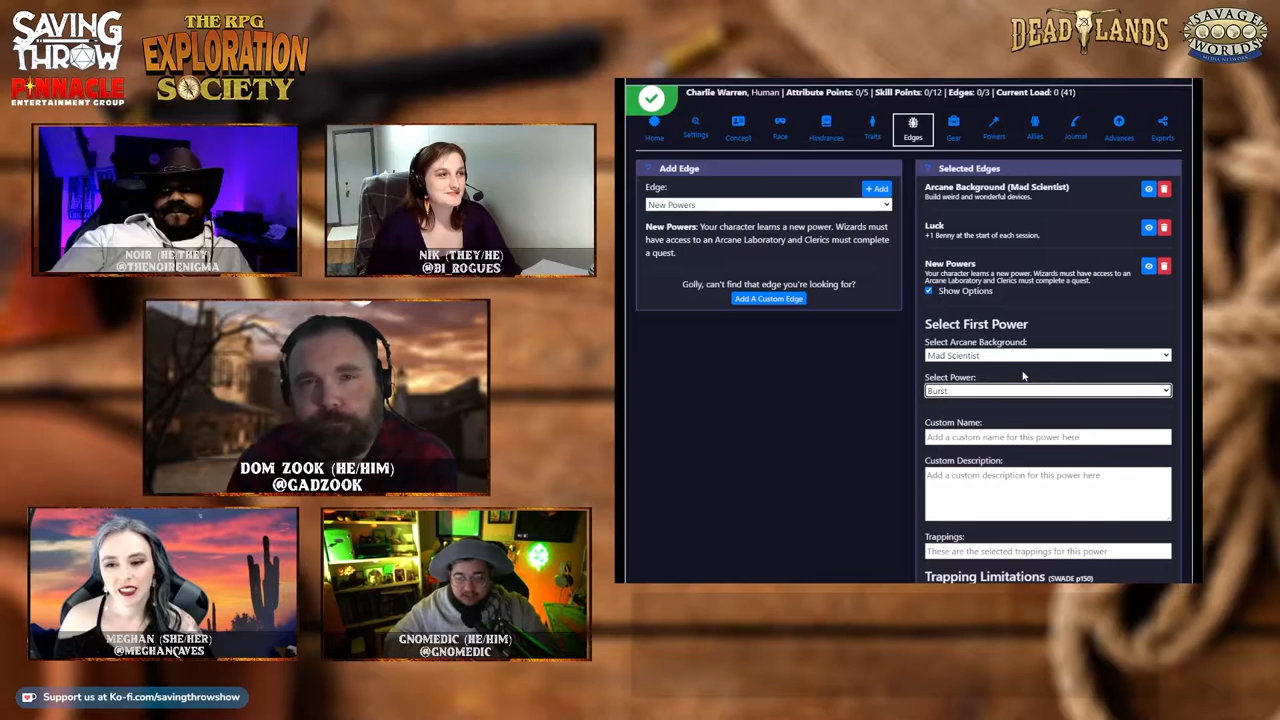 SAVING
THROW
PINNACLE
ENTERTAINMENT GROUP
THE RPG
EXPLORATION
SOCIETY
DEADLANDS
SAVAGE
WORLDS
MEDIA NETWORK
NOIR (HE/THEY)
@THENOIRENIGMA
NIK (THEY/HE)
@BI_ROGUES
DOM ZOOK (HE/HIM)
@GADZOOK
MEGHAN (SHE/HER)
@MEGHANCAVES
GNOMEDIC (HE/HIM)
@GNOMEDIC
Support us at Ko-fi.com/savingthrowshow
Charlie Warren, Human | Attribute Points: 0/5 | Skill Points: 0/12 | Edges: 0/3 | Current Load: 0 (41)
Home Settings Concept Race Hindrances Traits Edges Gear Powers Allies Journal Advances Exports
? Add Edge
Edge:
+ Add
New Powers
New Powers: Your character learns a new power. Wizards must
have access to an Arcane Laboratory and Clerics must complete
a quest.
Golly, can't find that edge you're looking for?
Add A Custom Edge
? Selected Edges
Arcane Background (Mad Scientist)
Build weird and wonderful devices.
Luck
+1 Benny at the start of each session.
New Powers
Your character learns a new power. Wizards must have access to an
Arcane Laboratory and Clerics must complete a quest.
Show Options
Select First Power
Select Arcane Background:
Mad Scientist
Select Power:
Burst
Custom Name:
Add a custom name for this power here
Custom Description:
Add a custom description for this power here
Trappings:
These are the selected trappings for this power
Trapping Limitations (SWADE p150)